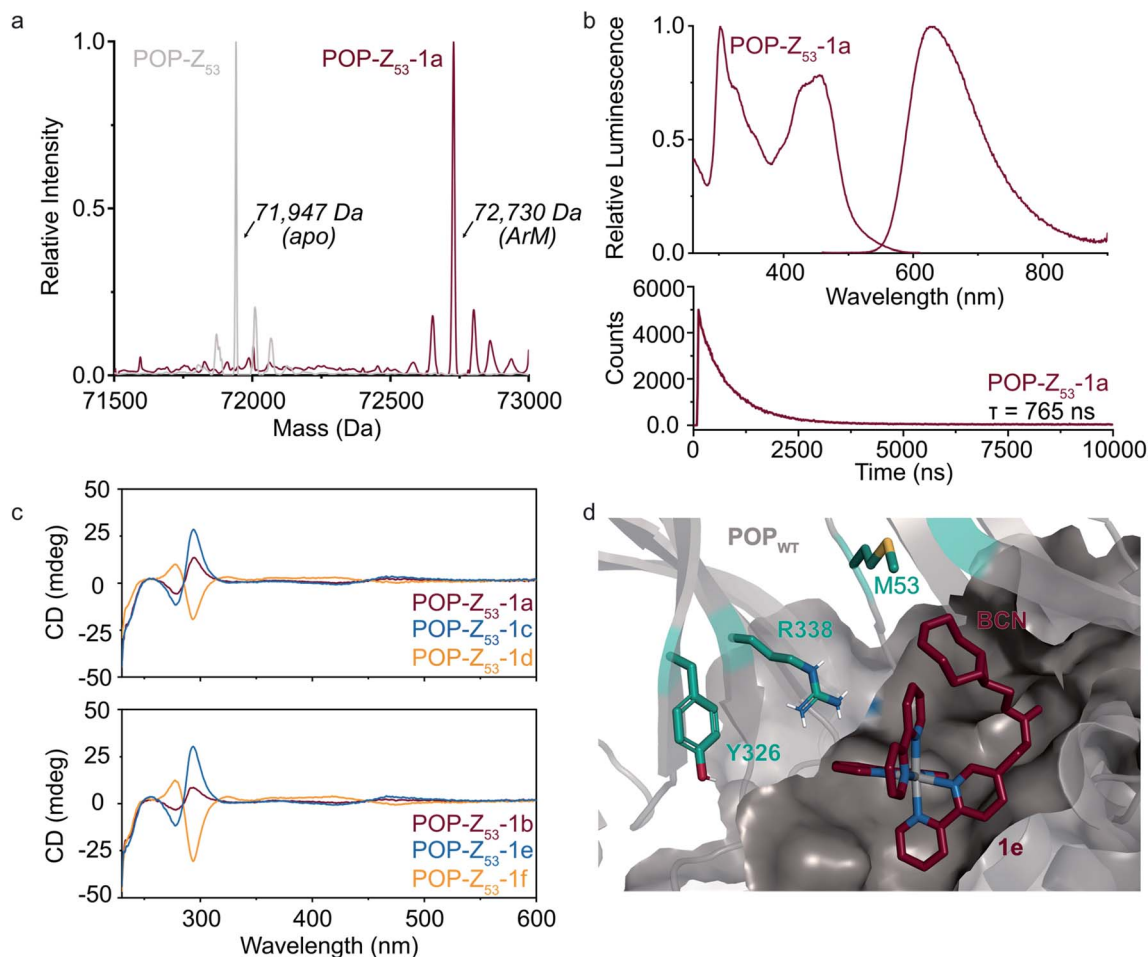 a
POP-Z53
POP-Z53-1a
71,947 Da
(apo)
72,730 Da
(ArM)
Relative Intensity
1.0
0.5
0.0
71500
72000
72500
73000
Mass (Da)
b
POP-Z53-1a
Relative Luminescence
1.0
0.5
0.0
400
600
800
Wavelength (nm)
Counts
6000
4000
2000
0.0
POP-Z53-1a
τ = 765 ns
0
2500
5000
7500
10000
Time (ns)
c
CD (mdeg)
50
25
0
-25
-50
POP-Z53-1a
POP-Z53-1c
POP-Z53-1d
CD (mdeg)
50
25
0
-25
-50
POP-Z53-1b
POP-Z53-1e
POP-Z53-1f
300
400
500
600
Wavelength (nm)
d
POPWT
M53
BCN
R338
Y326
1e